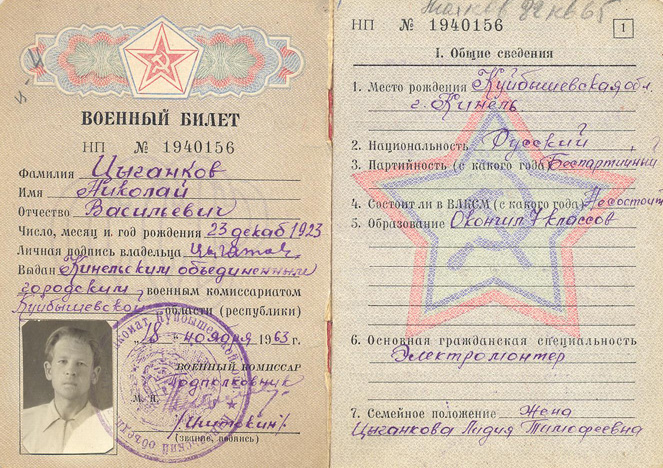 ВОЕННЫЙ БИЛЕТ
НП № 1940156
Фамилия Цыганков
Имя Николай
Отчество Васильевич
Число, месяц и год рождения 23 декаб 1923
Личная подпись владельца Цыганков
Выдан Кинельским объединенным
городским военным комиссариатом
Куйбышевской области (республики)
"18" ноября 1963 г.
ВОЕННЫЙ КОМИССАР
подполковник
М. П.
(звание, подпись)
НП № 1940156
1
I. Общие сведения
1. Место рождения Куйбышевская обл.
г. Кинель
2. Национальность Русский
3. Партийность (с какого года) Беспартийный
4. Состоит ли в ВЛКСМ (с какого года) Не состоит
5. Образование Окончил 7 классов
6. Основная гражданская специальность
Электромонтер
7. Семейное положение Жена
Цыганкова Лидия Тимофеевна